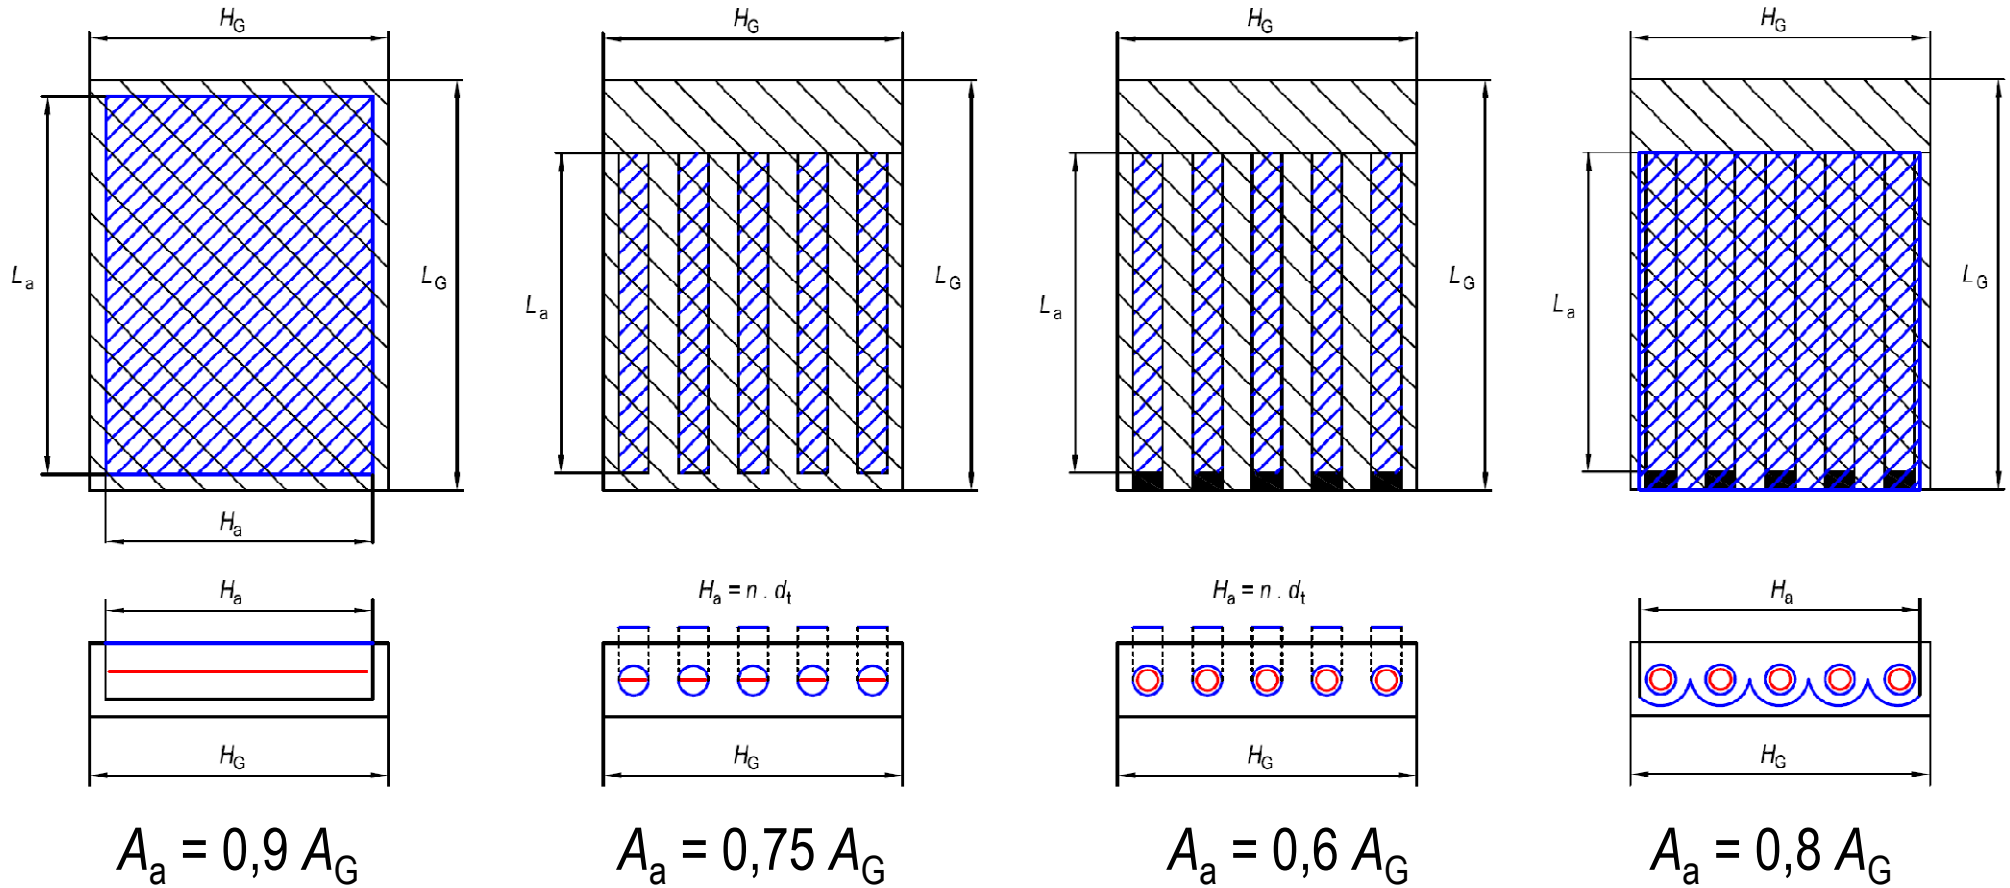 H_G H_G H_G H_G
L_a L_G L_a L_G L_a L_G L_a L_G
H_a
H_a H_a = n . d_t H_a = n . d_t H_a
H_G H_G H_G H_G
A_a = 0,9 A_G A_a = 0,75 A_G A_a = 0,6 A_G A_a = 0,8 A_G